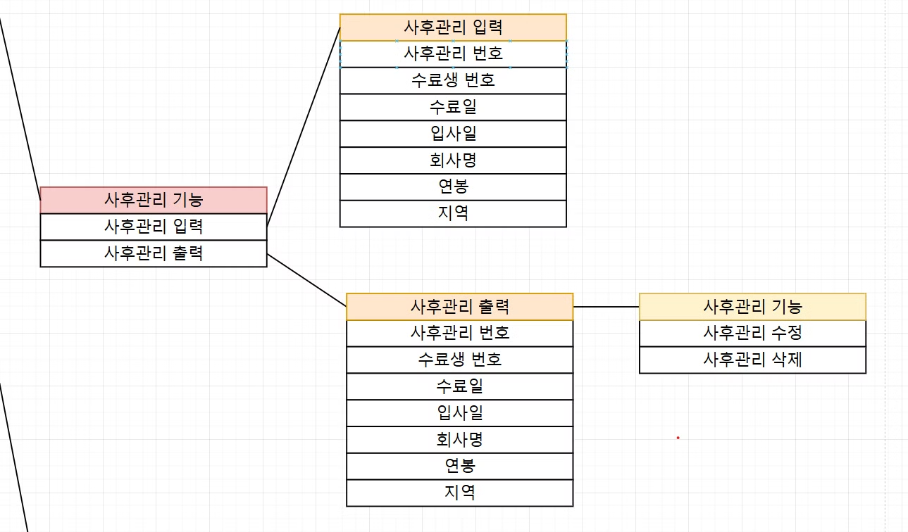 사후관리 입력
사후관리 번호
수료생 번호
수료일
입사일
회사명
연봉
지역
사후관리 기능
사후관리 입력
사후관리 출력
사후관리 출력
사후관리 번호
수료생 번호
수료일
입사일
회사명
연봉
지역
사후관리 기능
사후관리 수정
사후관리 삭제